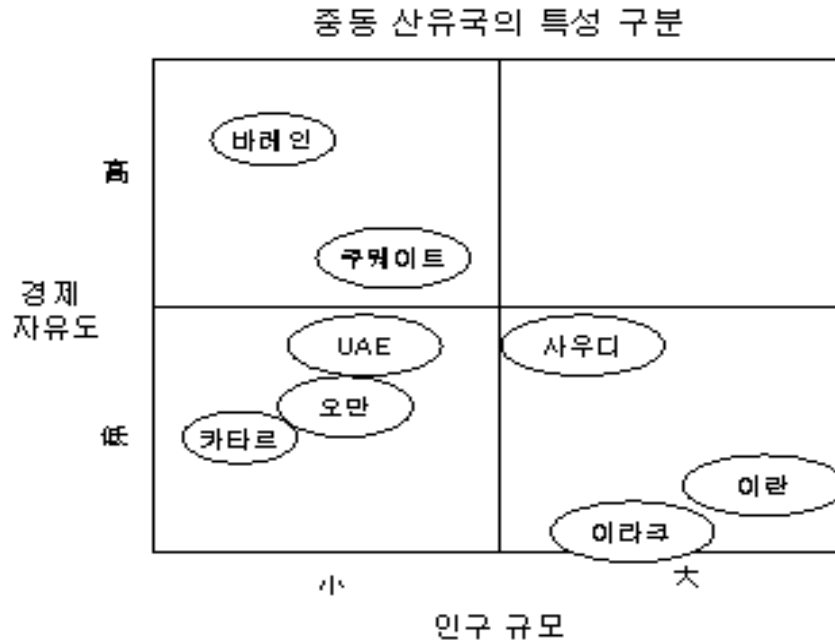 중동 산유국의 특성 구분
바레인
高
쿠웨이트
경제
자유도
UAE
사우디
오만
카타르
低
이란
이라크
小
大
인구 규모